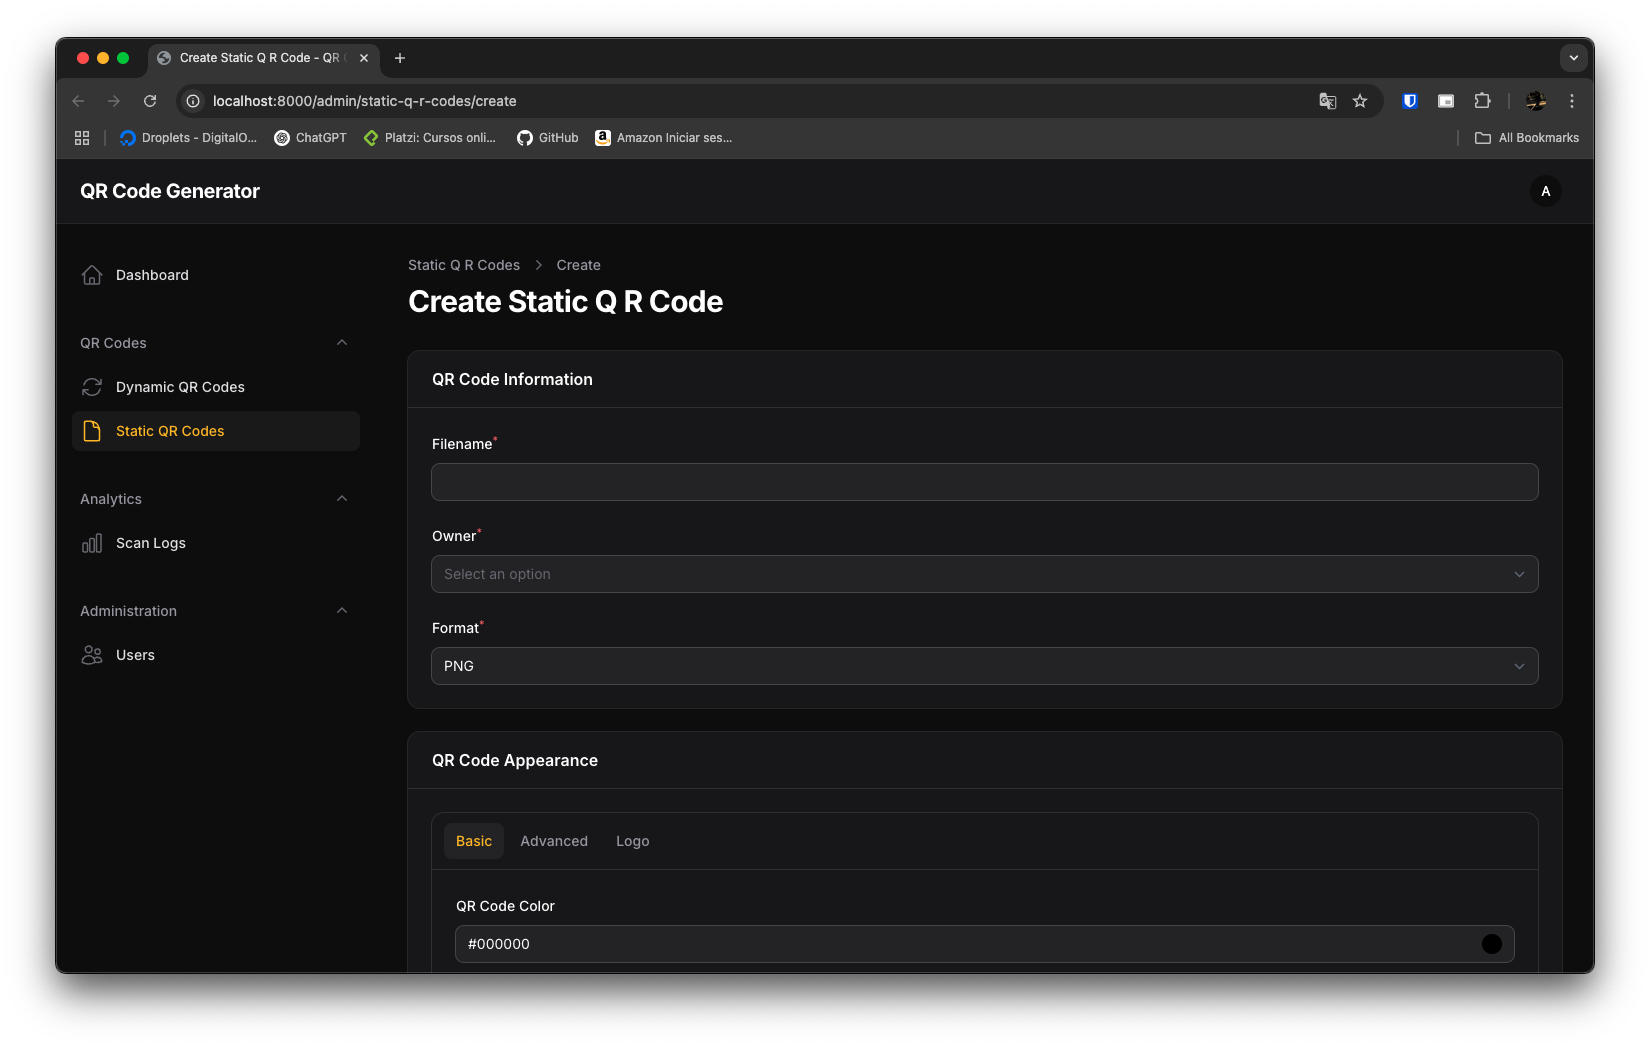 Create Static Q R Code - QR
localhost:8000/admin/static-q-r-codes/create
Droplets - DigitalO... ChatGPT Platzi: Cursos onli... GitHub Amazon Iniciar ses... All Bookmarks
QR Code Generator
A
Dashboard
QR Codes
Dynamic QR Codes
Static QR Codes
Analytics
Scan Logs
Administration
Users
Static Q R Codes > Create
Create Static Q R Code
QR Code Information
Filename*
Owner*
Select an option
Format*
PNG
QR Code Appearance
Basic Advanced Logo
QR Code Color
#000000